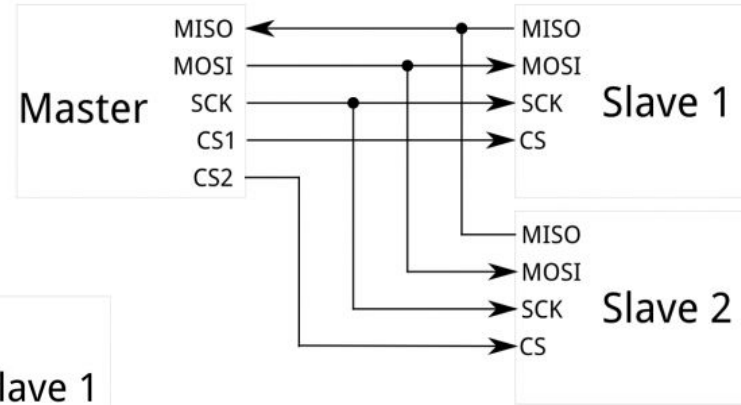 Master
MISO
MOSI
SCK
CS1
CS2
MISO
MOSI
SCK
CS
Slave 1
MISO
MOSI
SCK
CS
Slave 2
lave 1